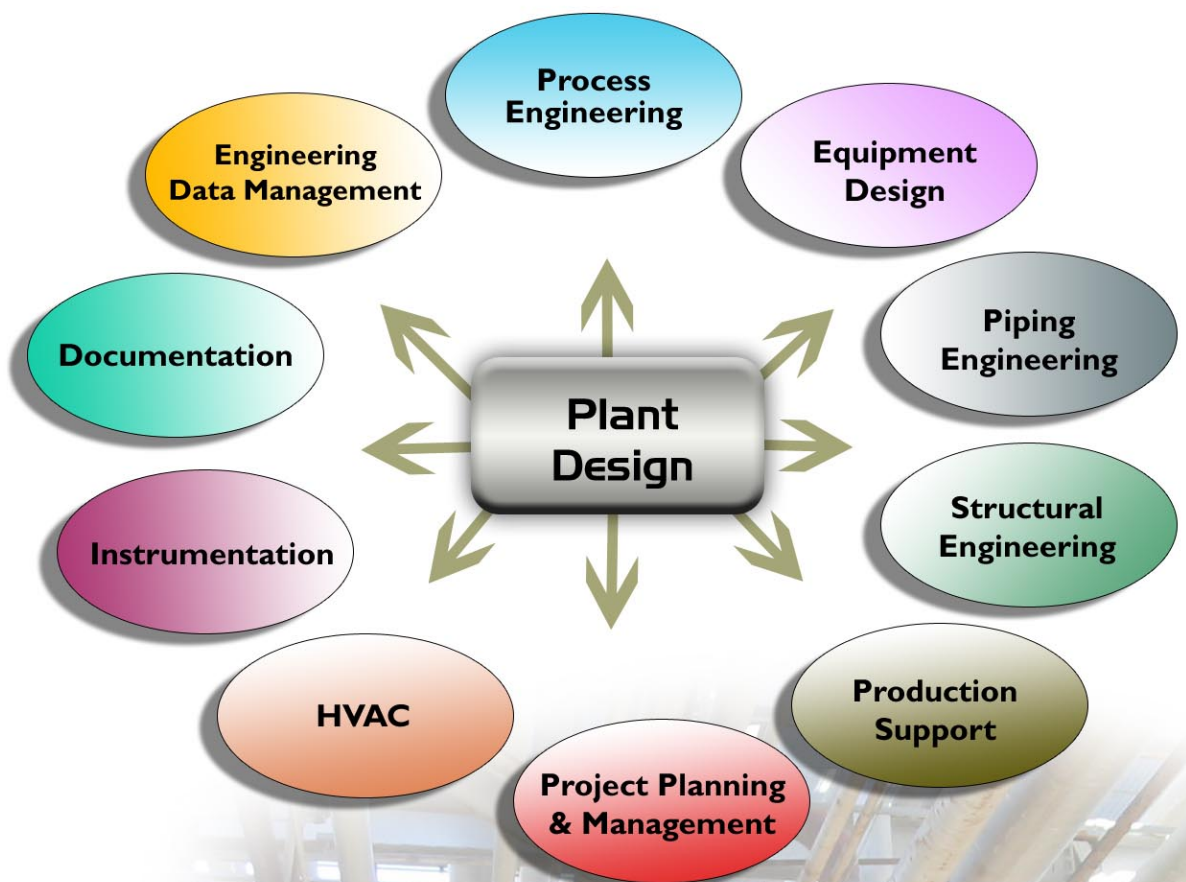 Process
Engineering
Equipment
Design
Piping
Engineering
Structural
Engineering
Production
Support
Project Planning
& Management
HVAC
Instrumentation
Documentation
Engineering
Data Management
Plant
Design